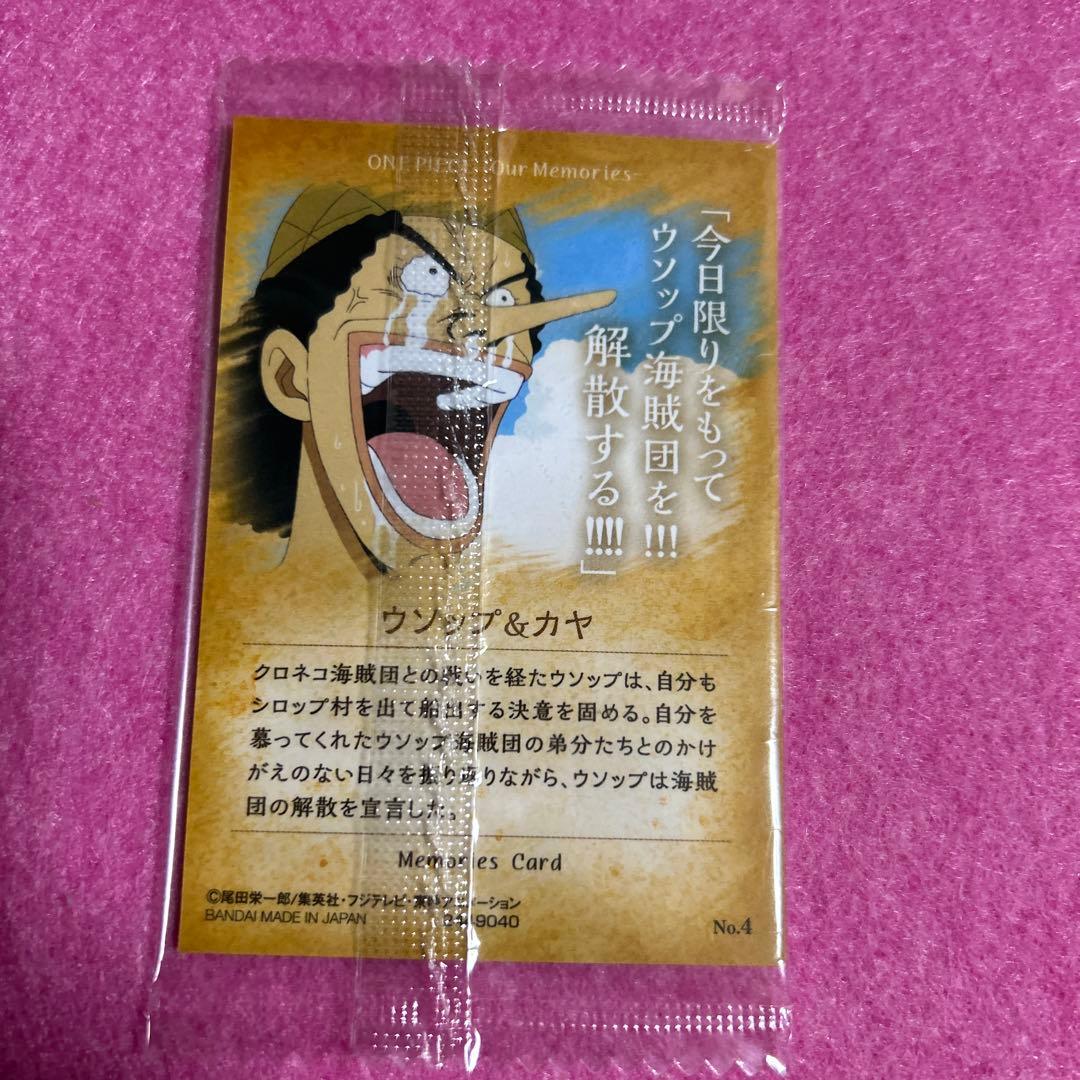 ONE PIECE -Our Memories-
「今日限りをもって
ウソップ海賊団を!!!
解散する!!!!」
ウソップ&カヤ
クロネコ海賊団との戦いを経たウソップは、自分も
シロップ村を出て船出する決意を固める。自分を
慕ってくれたウソップ海賊団の弟分たちとのかけ
がえのない日々を振り返りながら、ウソップは海賊
団の解散を宣言した。
Memories Card
©尾田栄一郎/集英社・フジテレビ・東映アニメーション
BANDAI MADE IN JAPAN
9040
No.4